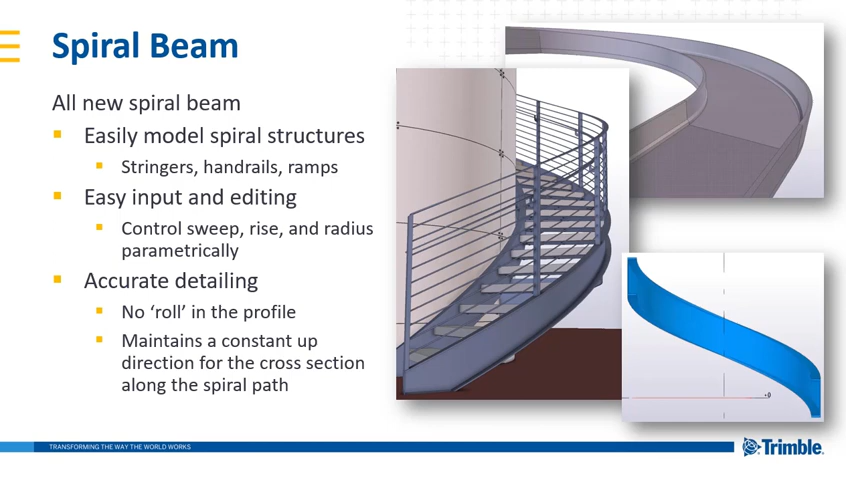 Spiral Beam
All new spiral beam
Easily model spiral structures
Stringers, handrails, ramps
Easy input and editing
Control sweep, rise, and radius
parametrically
Accurate detailing
No ‘roll’ in the profile
Maintains a constant up
direction for the cross section
along the spiral path
+0
TRANSFORMING THE WAY THE WORLD WORKS
Trimble.